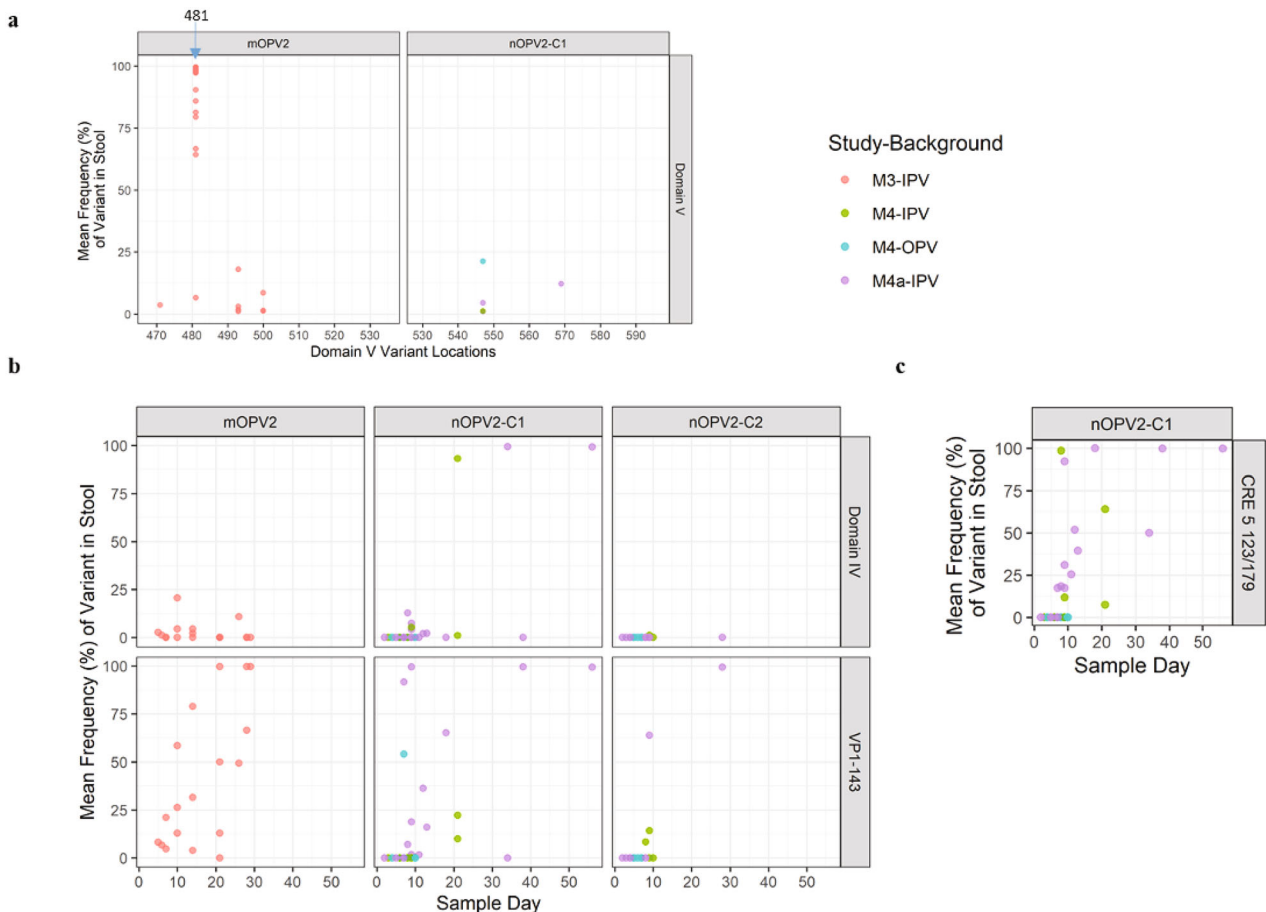 a
481
mOPV2 nOPV2-C1
Mean Frequency (%)
of Variant in Stool
100
75
50
25
0
Domain V
470 480 490 500 510 520 530 530 540 550 560 570 580 590
Domain V Variant Locations
Study-Background
M3-IPV
M4-IPV
M4-OPV
M4a-IPV
b
mOPV2 nOPV2-C1 nOPV2-C2
Mean Frequency (%) of Variant in Stool
100
75
50
25
0
Domain IV
100
75
50
25
0
VP1-143
0 10 20 30 40 50 0 10 20 30 40 50 0 10 20 30 40 50
Sample Day
c
nOPV2-C1
Mean Frequency (%)
of Variant in Stool
100
75
50
25
0
CRE 5 123/179
0 10 20 30 40 50
Sample Day